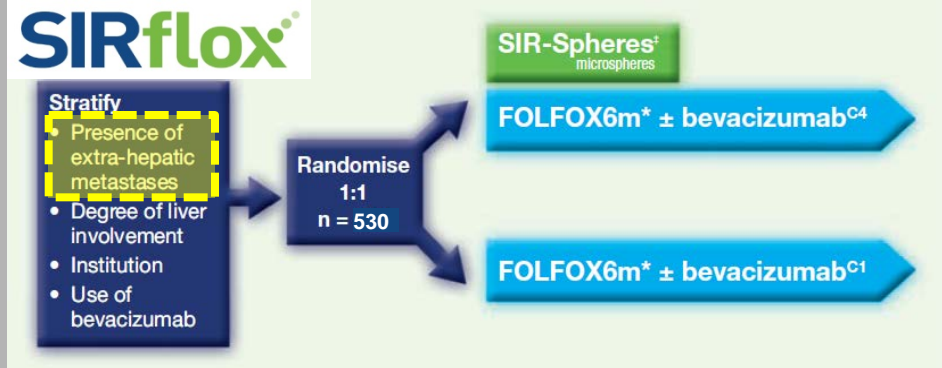 SIRflox
Stratify
• Presence of
extra-hepatic
metastases
• Degree of liver
involvement
• Institution
• Use of
bevacizumab
Randomise
1:1
n = 530
SIR-Spheres‡
microspheres
FOLFOX6m* ± bevacizumabC4
FOLFOX6m* ± bevacizumabC1